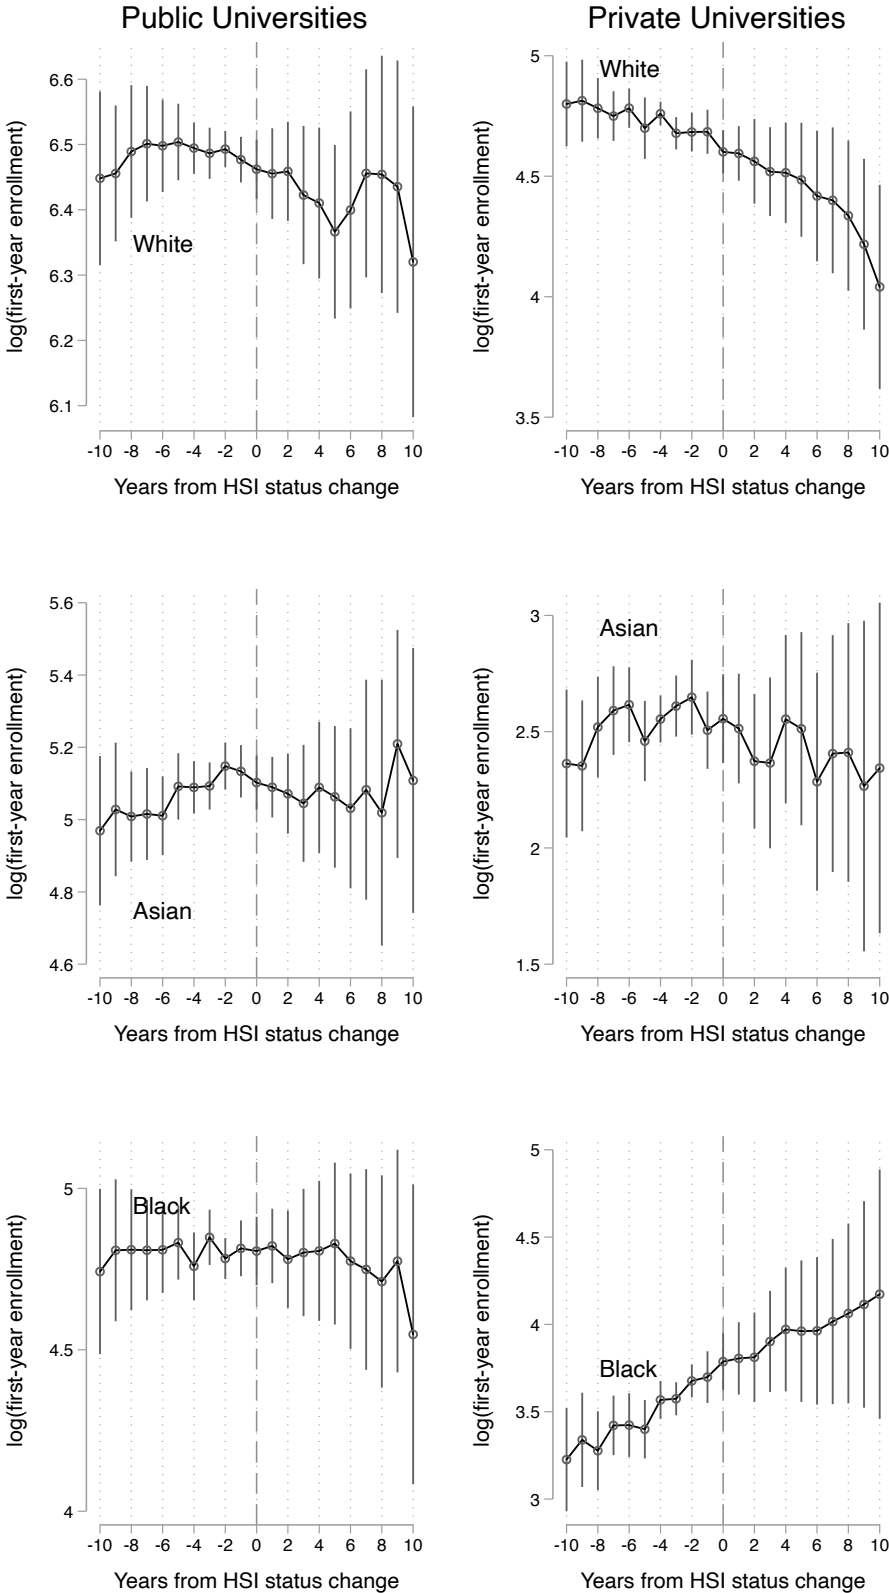 Public Universities
Private Universities
log(first-year enrollment)
6.6
6.5
6.4
6.3
6.2
6.1
White
-10 -8 -6 -4 -2 0 2 4 6 8 10
Years from HSI status change
log(first-year enrollment)
5
4.5
4
3.5
White
-10 -8 -6 -4 -2 0 2 4 6 8 10
Years from HSI status change
log(first-year enrollment)
5.6
5.4
5.2
5
4.8
4.6
Asian
-10 -8 -6 -4 -2 0 2 4 6 8 10
Years from HSI status change
log(first-year enrollment)
3
2.5
2
1.5
Asian
-10 -8 -6 -4 -2 0 2 4 6 8 10
Years from HSI status change
log(first-year enrollment)
5
4.5
4
Black
-10 -8 -6 -4 -2 0 2 4 6 8 10
Years from HSI status change
log(first-year enrollment)
5
4.5
4
3.5
3
Black
-10 -8 -6 -4 -2 0 2 4 6 8 10
Years from HSI status change